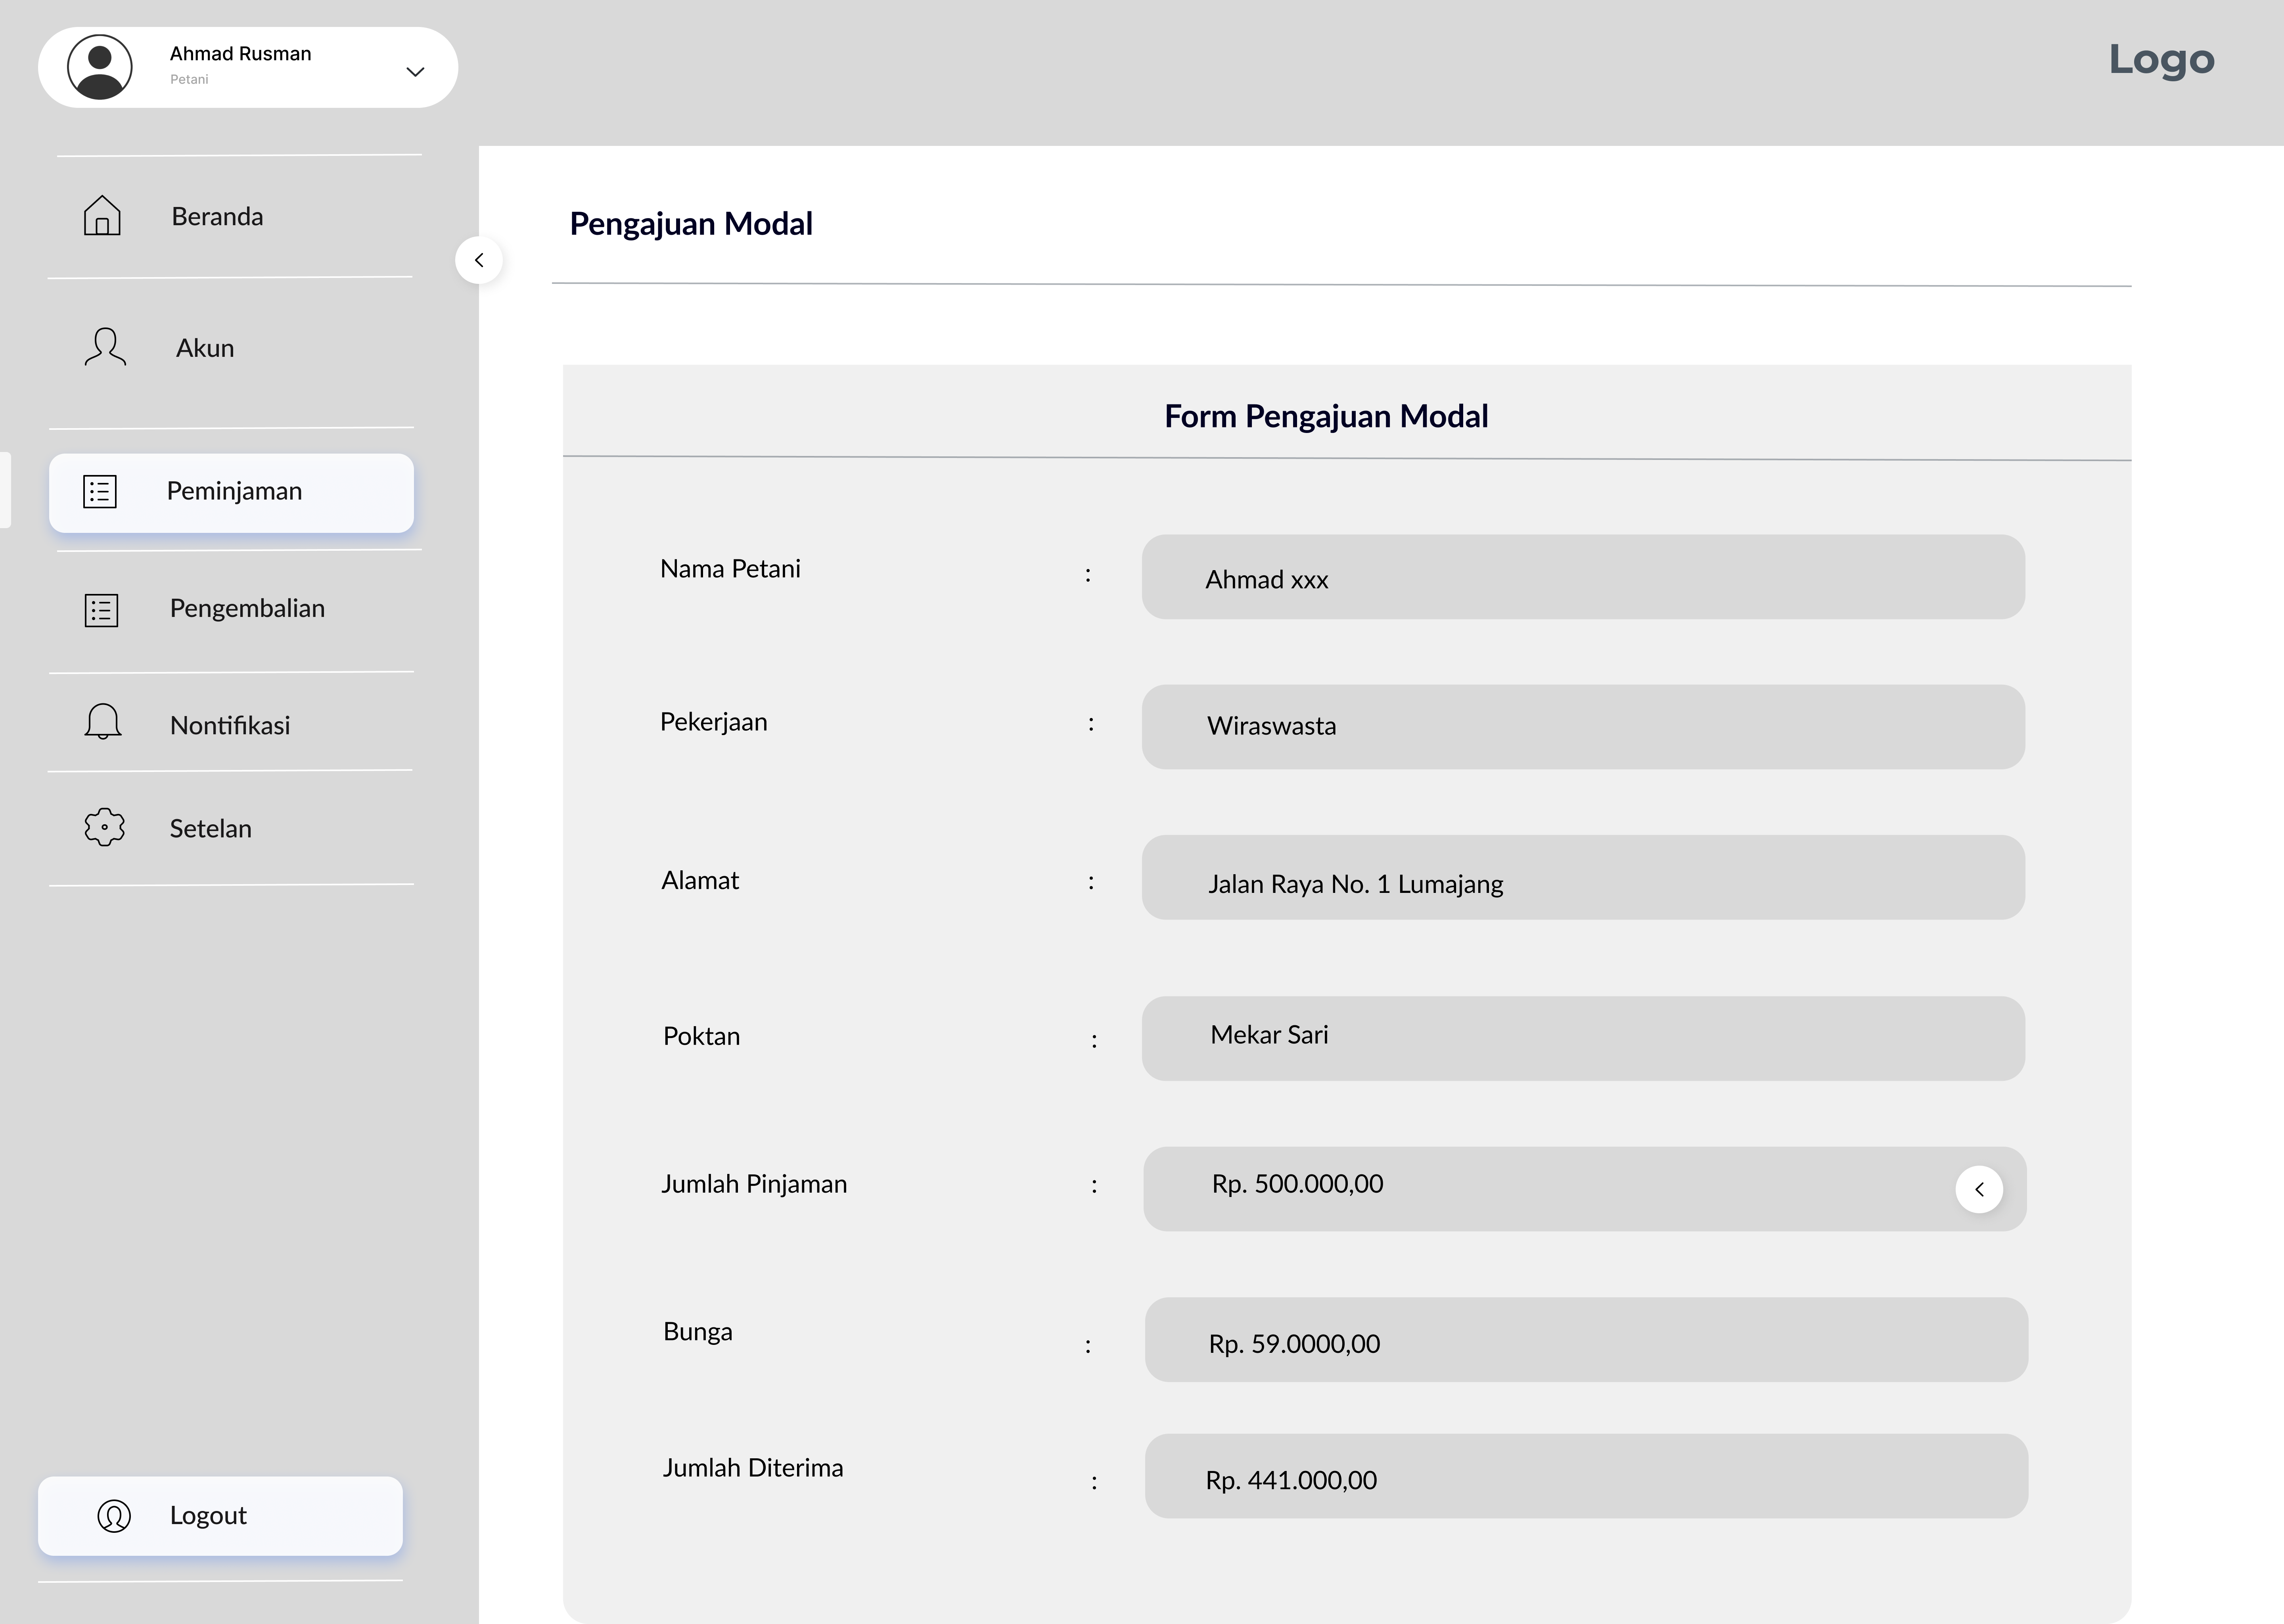 Ahmad Rusman
Petani
Logo
Beranda
Akun
Peminjaman
Pengembalian
Nontifikasi
Setelan
Logout
Pengajuan Modal
Form Pengajuan Modal
Nama Petani : Ahmad xxx
Pekerjaan : Wiraswasta
Alamat : Jalan Raya No. 1 Lumajang
Poktan : Mekar Sari
Jumlah Pinjaman : Rp. 500.000,00
Bunga : Rp. 59.0000,00
Jumlah Diterima : Rp. 441.000,00